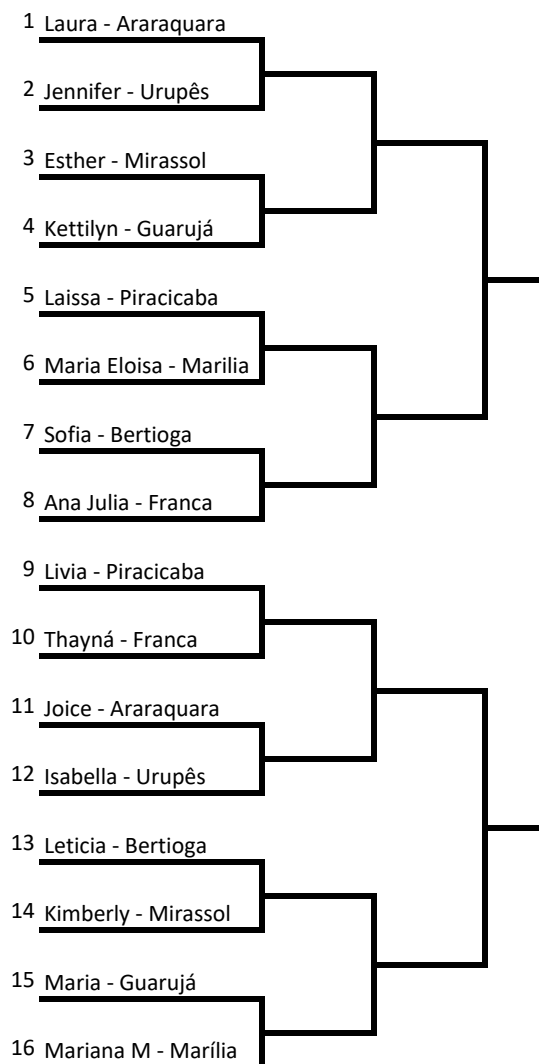 1 Laura - Araraquara
2 Jennifer - Urupês
3 Esther - Mirassol
4 Kettilyn - Guarujá
5 Laissa - Piracicaba
6 Maria Eloisa - Marilia
7 Sofia - Bertioga
8 Ana Julia - Franca
9 Livia - Piracicaba
10 Thayná - Franca
11 Joice - Araraquara
12 Isabella - Urupês
13 Leticia - Bertioga
14 Kimberly - Mirassol
15 Maria - Guarujá
16 Mariana M - Marília